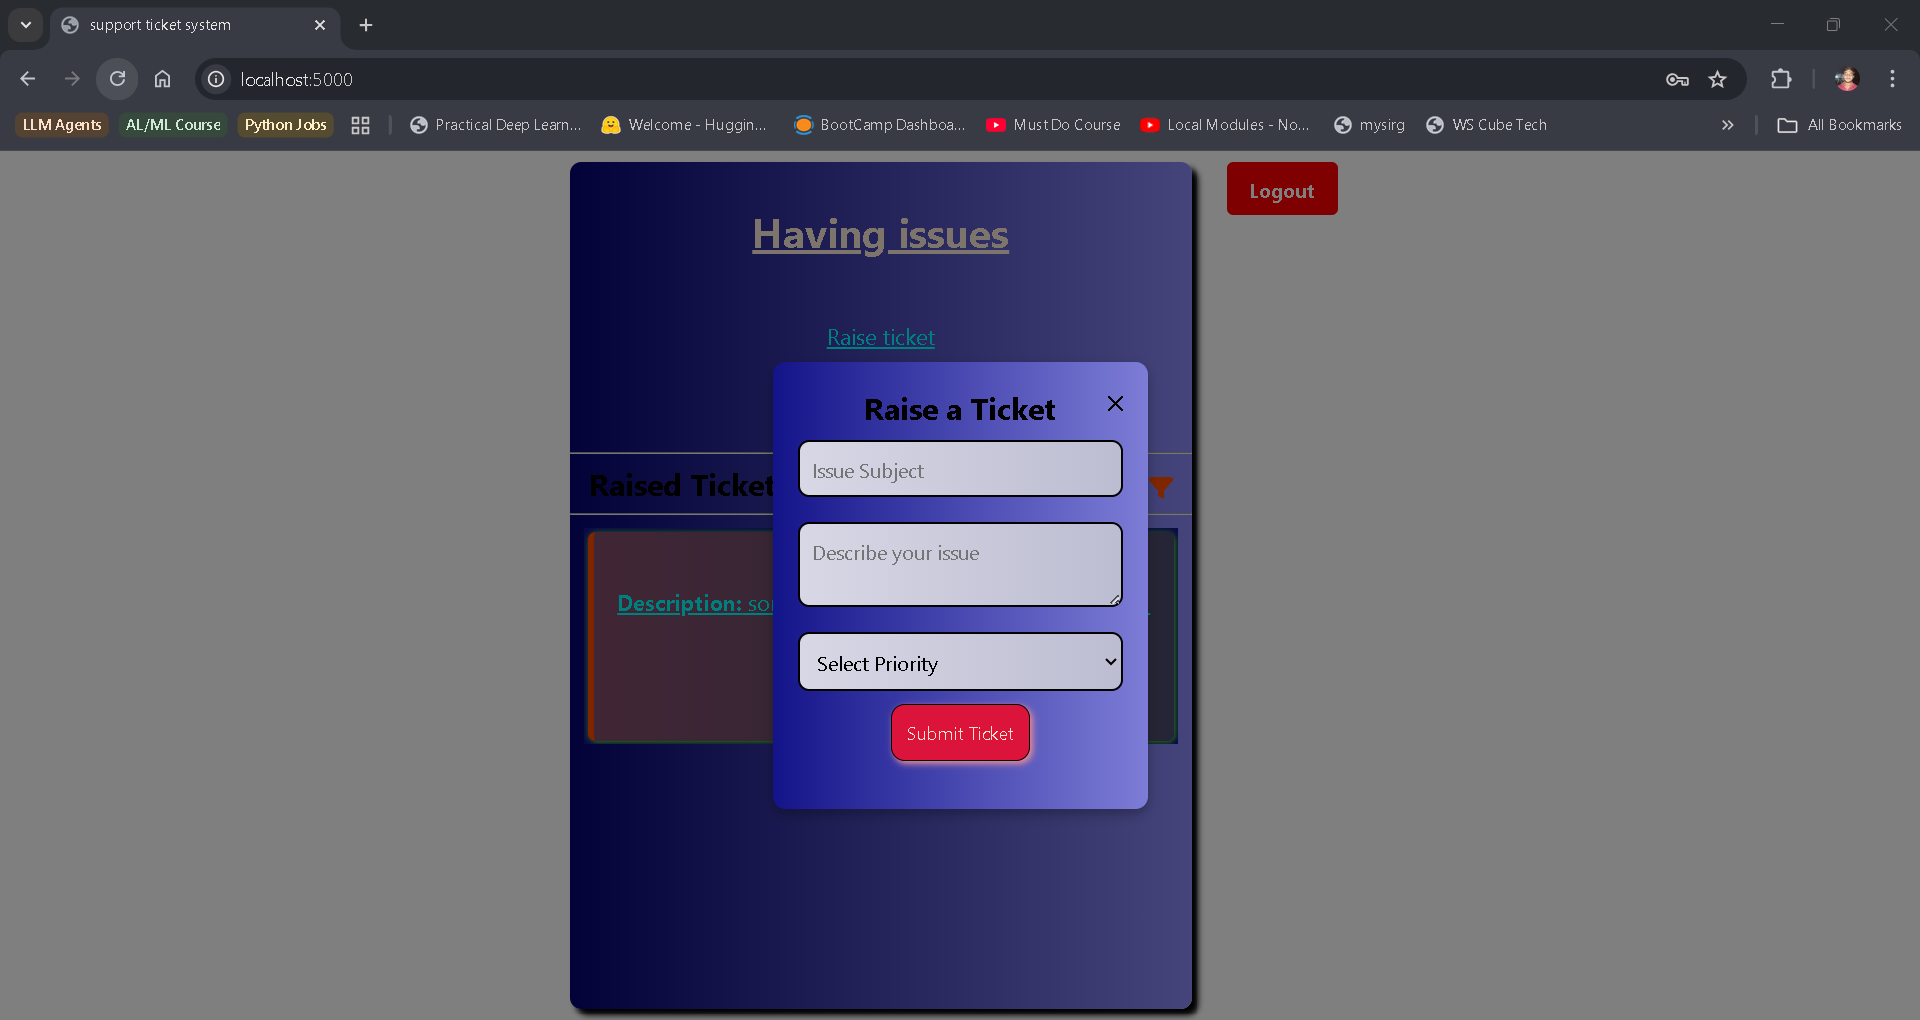 support ticket system
localhost:5000
LLM Agents AL/ML Course Python Jobs Practical Deep Learn... Welcome - Huggin... BootCamp Dashboa... Must Do Course Local Modules - No... mysirg WS Cube Tech All Bookmarks
Logout
Having issues
Raise ticket
Raise a Ticket
Issue Subject
Raised Ticket
Describe your issue
Description: so
Select Priority
Submit Ticket